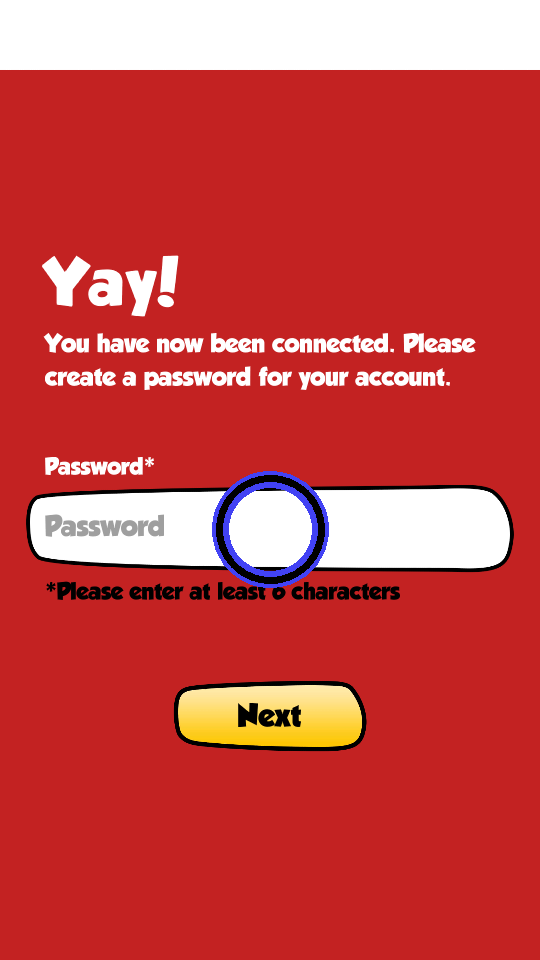 Yay!
You have now been connected. Please
create a password for your account.
Password*
Password
*Please enter at least 6 characters
Next